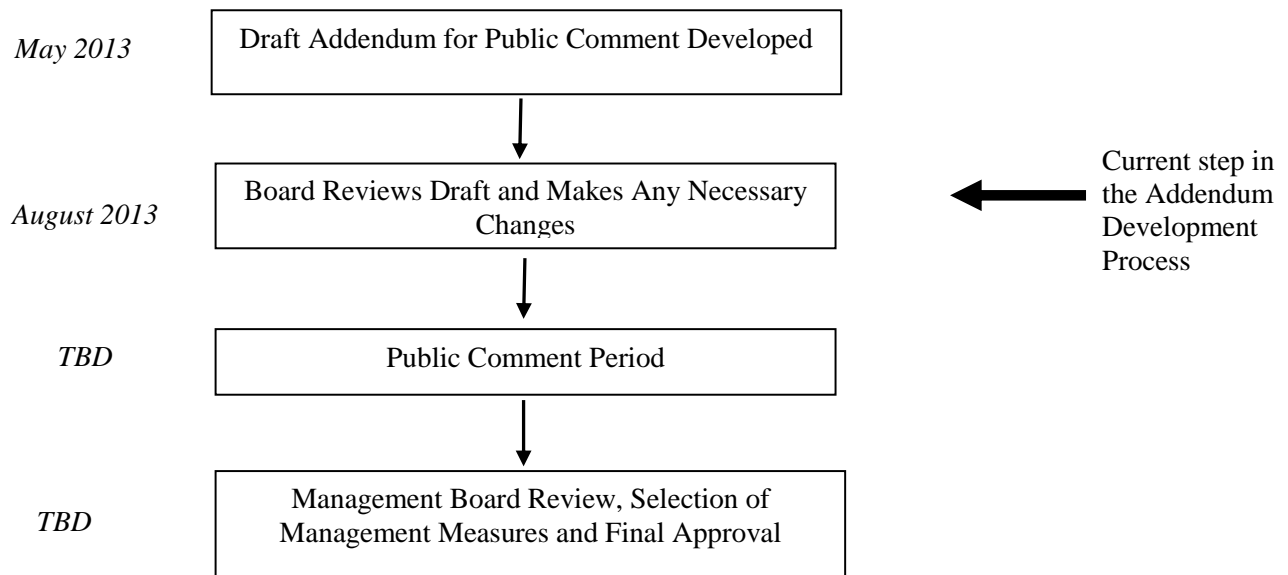 May 2013
Draft Addendum for Public Comment Developed
August 2013
Board Reviews Draft and Makes Any Necessary
Changes
Current step in
the Addendum
Development
Process
TBD
Public Comment Period
TBD
Management Board Review, Selection of
Management Measures and Final Approval